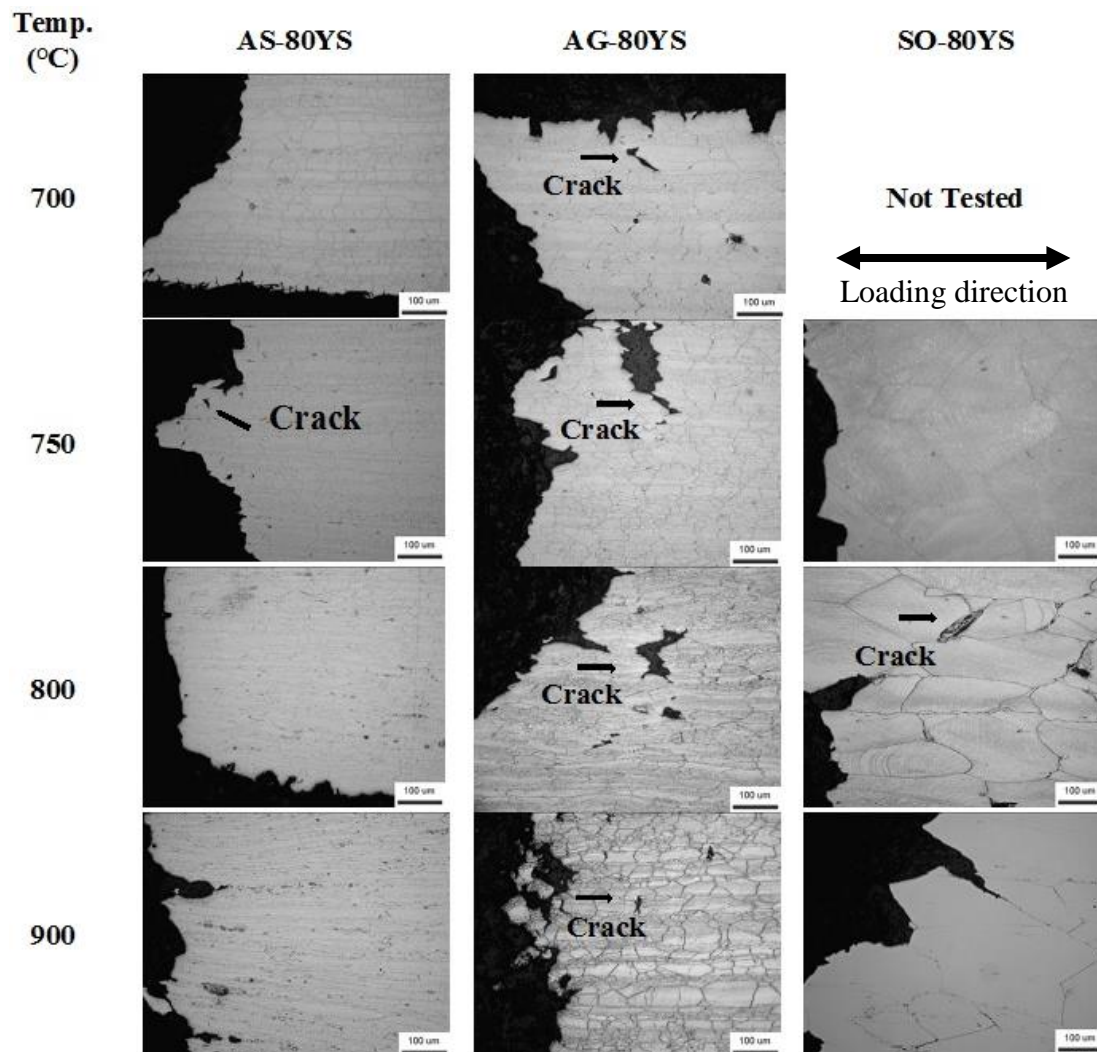 Temp.
(°C)
AS-80YS
AG-80YS
SO-80YS
700
Crack
Not Tested
Loading direction
100 um
100 um
750
Crack
Crack
100 um
100 um
100 um
800
Crack
Crack
100 um
100 um
100 um
900
Crack
100 um
100 um
100 um